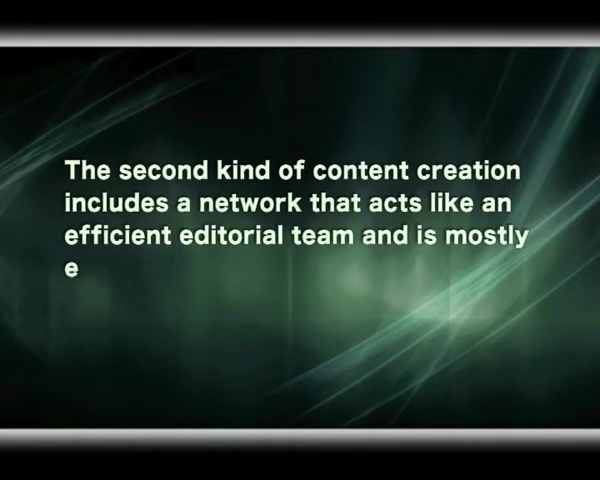 The second kind of content creation
includes a network that acts like an
efficient editorial team and is mostly
e